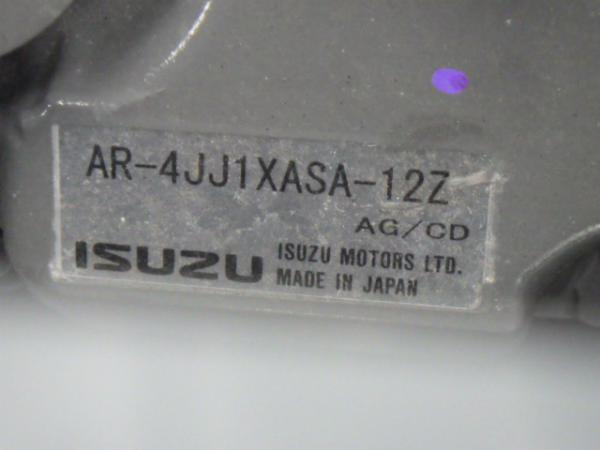 AR-4JJ1XASA-12Z
AG/CD
ISUZU ISUZU MOTORS LTD.
MADE IN JAPAN